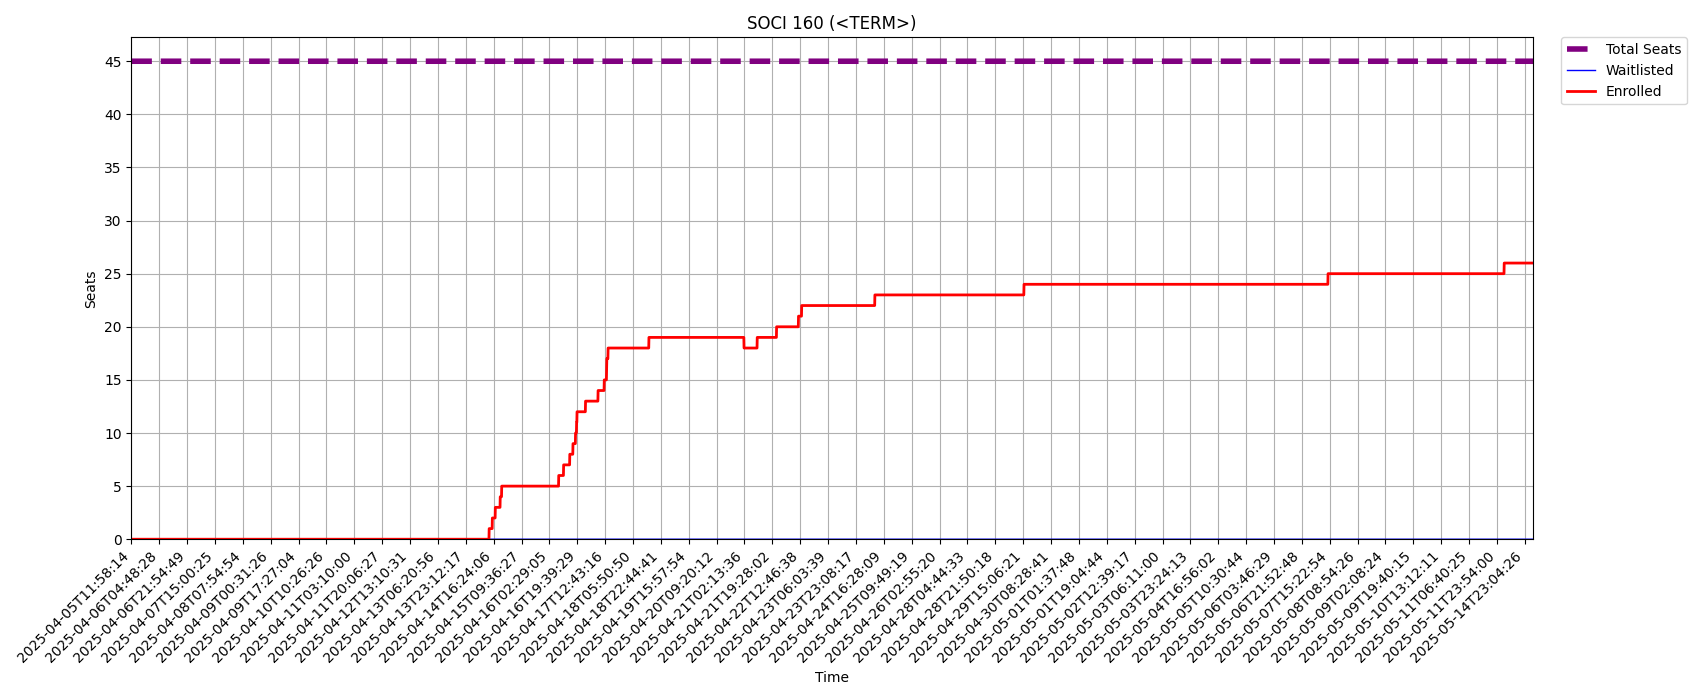 SOCI 160 (<TERM>)
Total Seats
Waitlisted
Enrolled
45
40
35
30
25
20
15
10
5
0
Seats
2025-04-05T11:58:14
2025-04-06T04:48:28
2025-04-06T21:54:49
2025-04-07T15:00:25
2025-04-08T07:54:54
2025-04-09T00:31:26
2025-04-09T17:27:04
2025-04-10T10:26:26
2025-04-11T03:10:00
2025-04-11T20:06:27
2025-04-12T13:10:31
2025-04-13T06:20:56
2025-04-13T23:12:17
2025-04-14T16:24:06
2025-04-15T09:36:27
2025-04-16T02:29:05
2025-04-16T19:39:29
2025-04-17T12:43:16
2025-04-18T05:50:50
2025-04-18T22:44:41
2025-04-19T15:57:54
2025-04-20T09:20:12
2025-04-21T02:13:36
2025-04-21T19:28:02
2025-04-22T12:46:38
2025-04-23T06:03:39
2025-04-23T23:08:17
2025-04-24T16:28:09
2025-04-25T09:49:19
2025-04-26T02:55:20
2025-04-28T04:44:33
2025-04-28T21:50:18
2025-04-29T15:06:21
2025-04-30T08:28:41
2025-05-01T01:37:48
2025-05-01T19:04:44
2025-05-02T12:39:17
2025-05-03T06:11:00
2025-05-03T23:24:13
2025-05-04T16:56:02
2025-05-05T10:30:44
2025-05-06T03:46:29
2025-05-06T21:52:48
2025-05-07T15:22:54
2025-05-08T08:54:26
2025-05-09T02:08:24
2025-05-09T19:40:15
2025-05-10T13:12:11
2025-05-11T06:40:25
2025-05-11T23:54:00
2025-05-14T23:04:26
Time